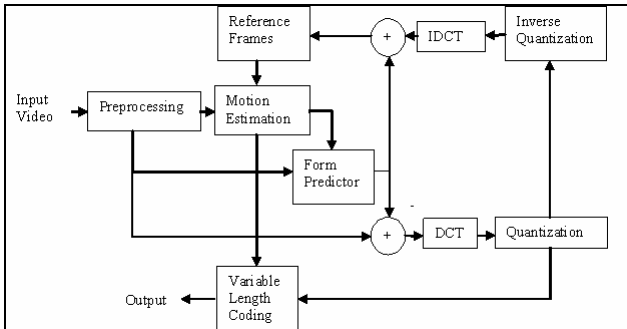 Reference
Frames
+
IDCT
Inverse
Quantization
Input
Video
Preprocessing
Motion
Estimation
Form
Predictor
-
+
DCT
Quantization
Output
Variable
Length
Coding